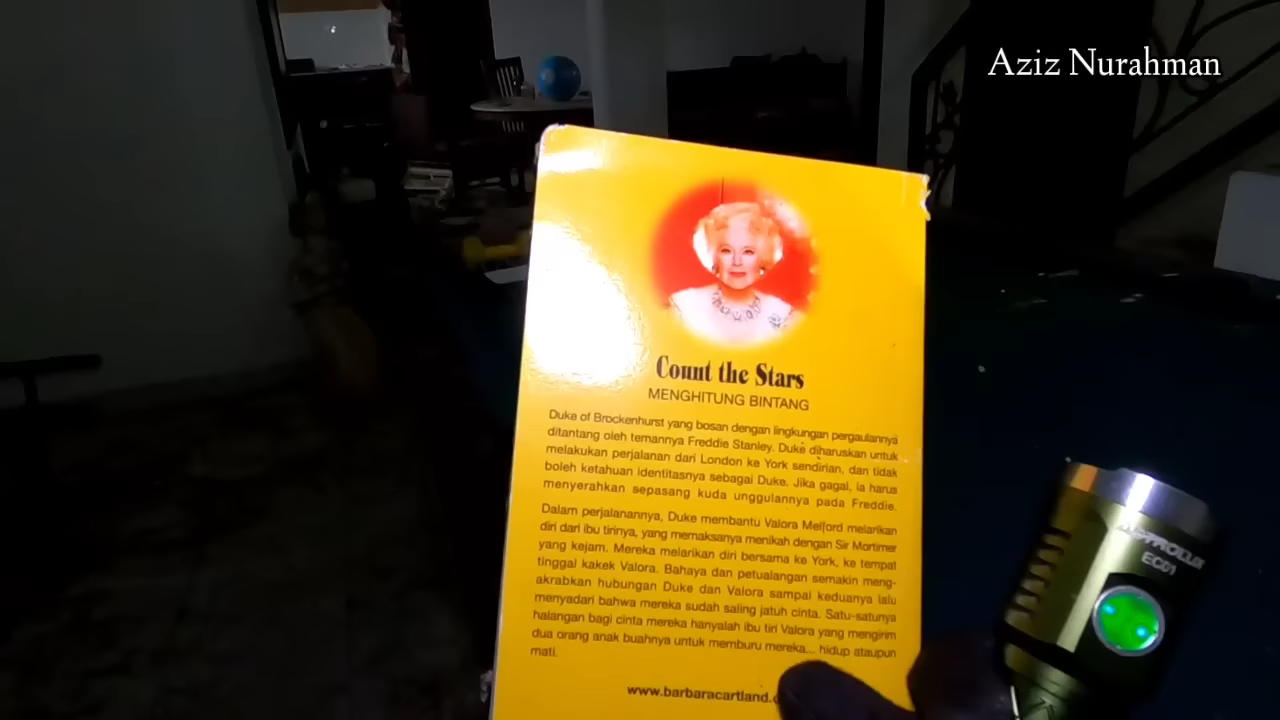 Aziz Nurahman
Count the Stars
MENGHITUNG BINTANG
Duke of Brockenhurst yang bosan dengan lingkungan pergaulannya
ditantang oleh temannya Freddie Stanley. Duke diharuskan untuk
melakukan perjalanan dari London ke York sendirian, dan tidak
boleh ketahuan identitasnya sebagai Duke. Jika gagal, ia harus
menyerahkan sepasang kuda unggulannya pada Freddie.
Dalam perjalanannya, Duke membantu Valora Melford melarikan
diri dari ibu tirinya, yang memaksanya menikah dengan Sir Mortimer
yang kejam. Mereka melarikan diri bersama ke York, ke tempat
tinggal kakek Valora. Bahaya dan petualangan semakin meng-
akrabkan hubungan Duke dan Valora sampai keduanya lalu
menyadari bahwa mereka sudah saling jatuh cinta. Satu-satunya
halangan bagi cinta mereka hanyalah ibu tiri Valora yang mengirim
dua orang anak buahnya untuk memburu mereka... hidup ataupun
mati.
www.barbaracartland.
EC01